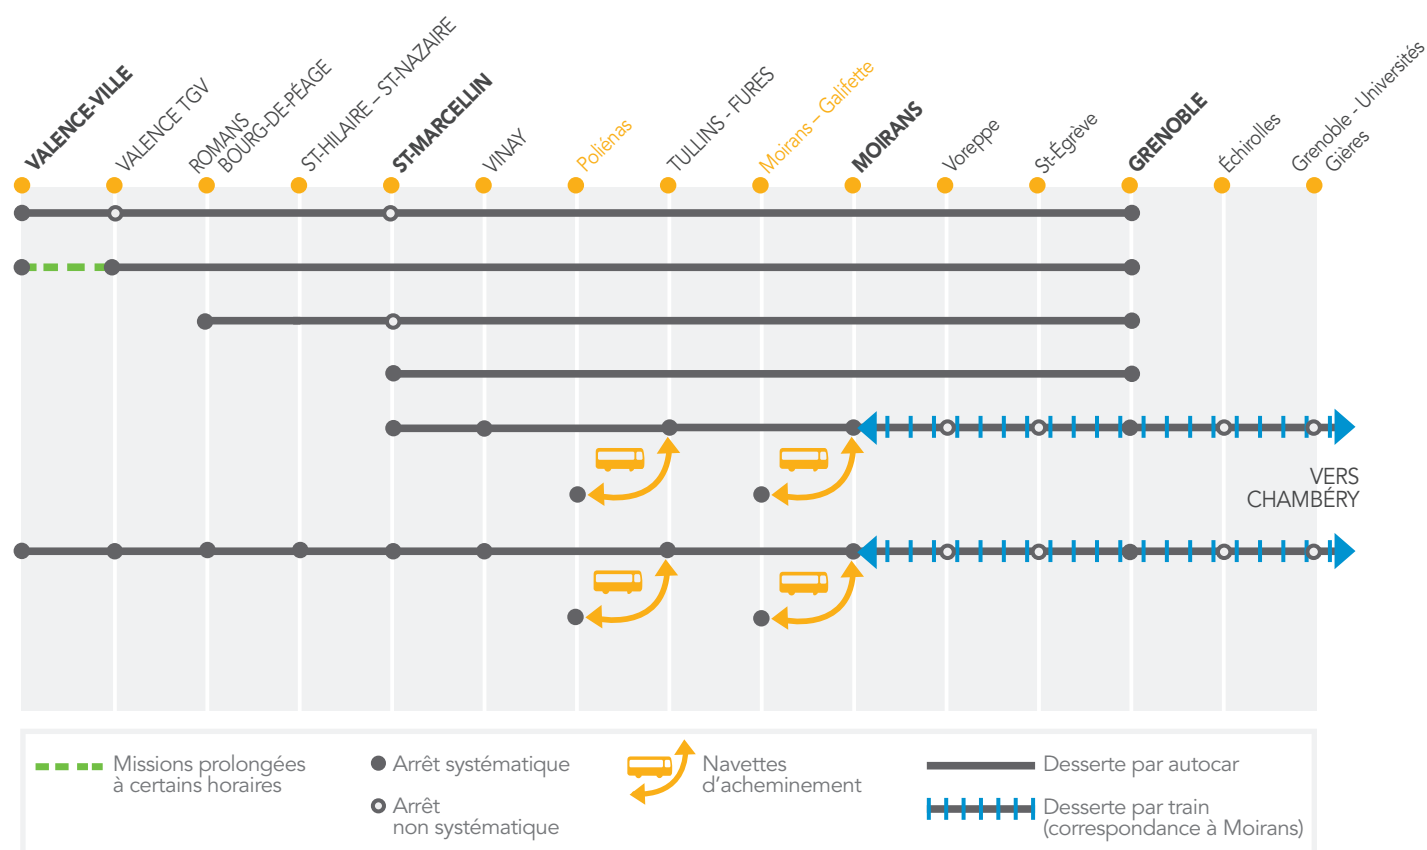 VALENCE-VILLE
VALENCE TGV
ROMANS
BOURG-DE-PÉAGE
ST-HILAIRE – ST-NAZAIRE
ST-MARCELLIN
VINAY
Poliénas
TULLINS - FURES
Moirans – Galifette
MOIRANS
Voreppe
St-Égrève
GRENOBLE
Échirolles
Grenoble - Universités
Gières
VERS
CHAMBÉRY
Missions prolongées
à certains horaires
Arrêt systématique
Arrêt
non systématique
Navettes
d'acheminement
Desserte par autocar
Desserte par train
(correspondance à Moirans)